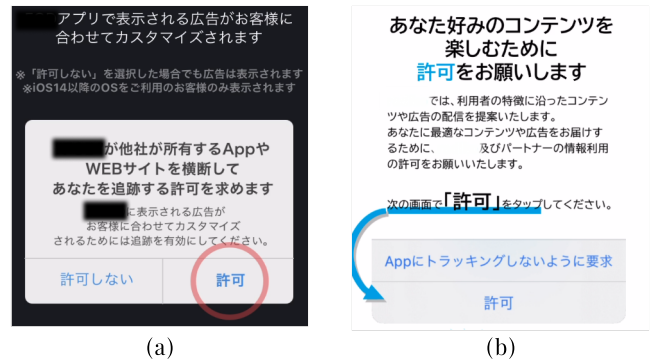 アプリで表示される広告がお客様に
合わせてカスタマイズされます
※「許可しない」を選択した場合でも広告は表示されます
※iOS14以降のOSをご利用のお客様のみ表示されます
が他社が所有するAppや
WEBサイトを横断して
あなたを追跡する許可を求めます
に表示される広告が
お客様に合わせてカスタマイズ
されるためには追跡を有効にしてください。
許可しない
許可
(a)
あなた好みのコンテンツを
楽しむために
許可をお願いします
では、利用者の特徴に沿ったコンテン
ツや広告の配信を提案いたします。
あなたに最適なコンテンツや広告をお届けす
るために、 及びパートナーの情報利用
の許可をお願いいたします。
次の画面で「許可」をタップしてください。
Appにトラッキングしないように要求
許可
(b)